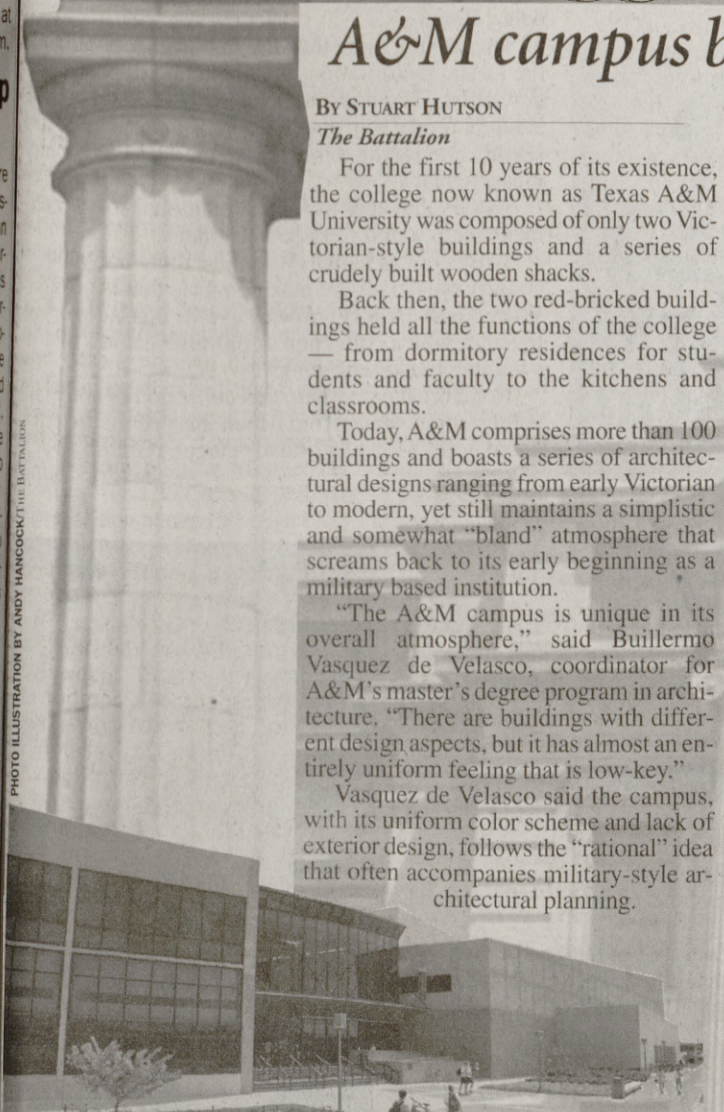 at
m,
p
A&M campus b
BY STUART HUTSON
The Battalion
For the first 10 years of its existence,
the college now known as Texas A&M
University was composed of only two Vic-
torian-style buildings and a series of
crudely built wooden shacks.
Back then, the two red-bricked build-
ings held all the functions of the college
— from dormitory residences for stu-
dents and faculty to the kitchens and
classrooms.
Today, A&M comprises more than 100
buildings and boasts a series of architec-
tural designs ranging from early Victorian
to modern, yet still maintains a simplistic
and somewhat “bland” atmosphere that
screams back to its early beginning as a
military based institution.
“The A&M campus is unique in its
overall atmosphere,” said Buillermo
Vasquez de Velasco, coordinator for
A&M’s master’s degree program in archi-
tecture. “There are buildings with differ-
ent design aspects, but it has almost an en-
tirely uniform feeling that is low-key.”
Vasquez de Velasco said the campus,
with its uniform color scheme and lack of
exterior design, follows the “rational” idea
that often accompanies military-style ar-
chitectural planning.
PHOTO ILLUSTRATION BY ANDY HANCOCK/THE BATTALION